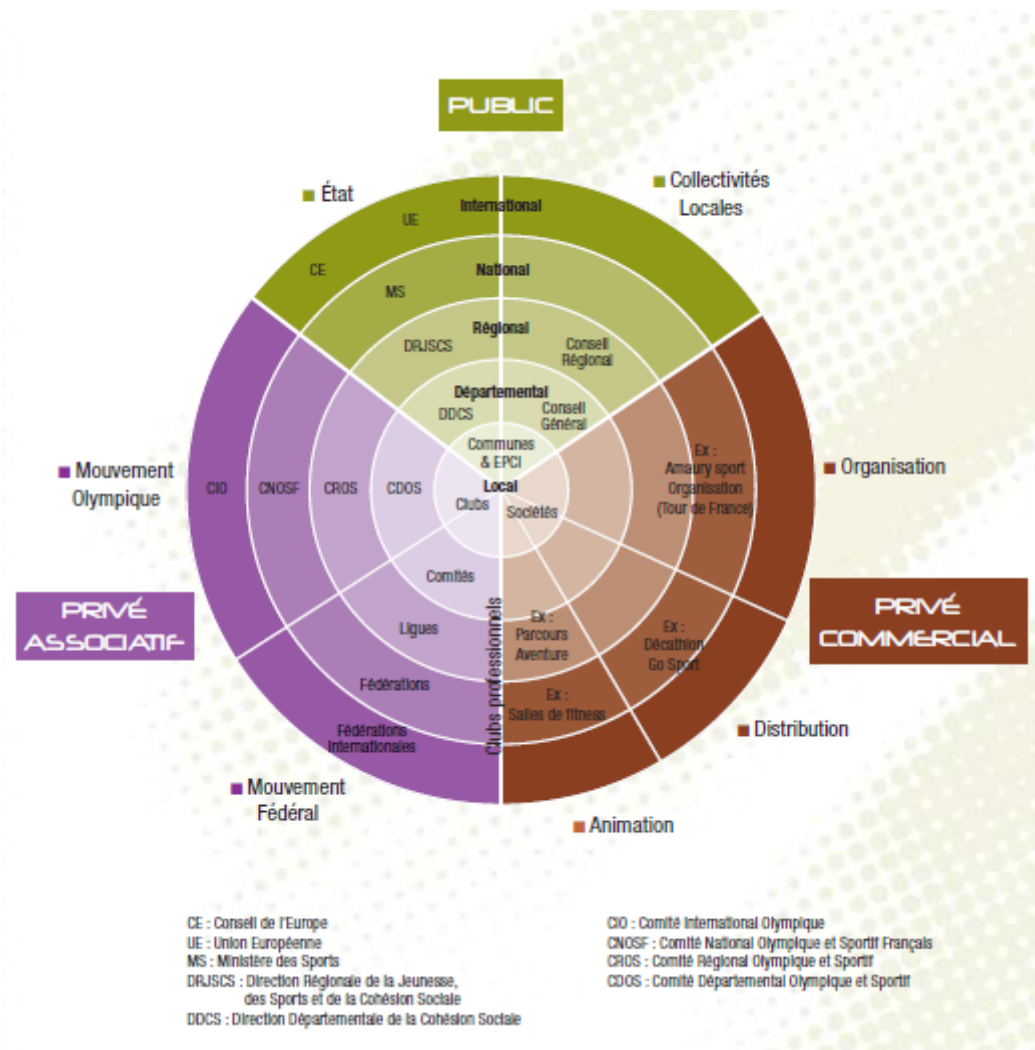 PUBLIC
■ État
■ Collectivités
Locales
International
UE
CE
National
MS
Régional
DRJSCS
Conseil
Régional
Départemental
DDCS
Conseil
Général
Communes
& EPCI
Local
Clubs
Sociétés
■ Mouvement
Olympique
CIO
CNOSF
CROS
CDOS
Ex :
Amaury sport
Organisation
(Tour de France)
■ Organisation
PRIVÉ
ASSOCIATIF
PRIVÉ
COMMERCIAL
Comités
Ligues
Fédérations
Fédérations
Internationales
Clubs professionnels
Ex :
Parcours
Aventure
Ex :
Décathlon
Go Sport
Ex :
Salles de fitness
■ Distribution
■ Mouvement
Fédéral
■ Animation
CE : Conseil de l'Europe
UE : Union Européenne
MS : Ministère des Sports
DRJSCS : Direction Régionale de la Jeunesse,
des Sports et de la Cohésion Sociale
DDCS : Direction Départementale de la Cohésion Sociale
CIO : Comité International Olympique
CNOSF : Comité National Olympique et Sportif Français
CROS : Comité Régional Olympique et Sportif
CDOS : Comité Départemental Olympique et Sportif